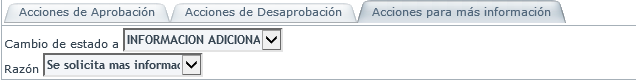 Acciones de Aprobación Acciones de Desaprobación Acciones para más información
Cambio de estado a INFORMACION ADICIONA
Razón Se solicita mas informac